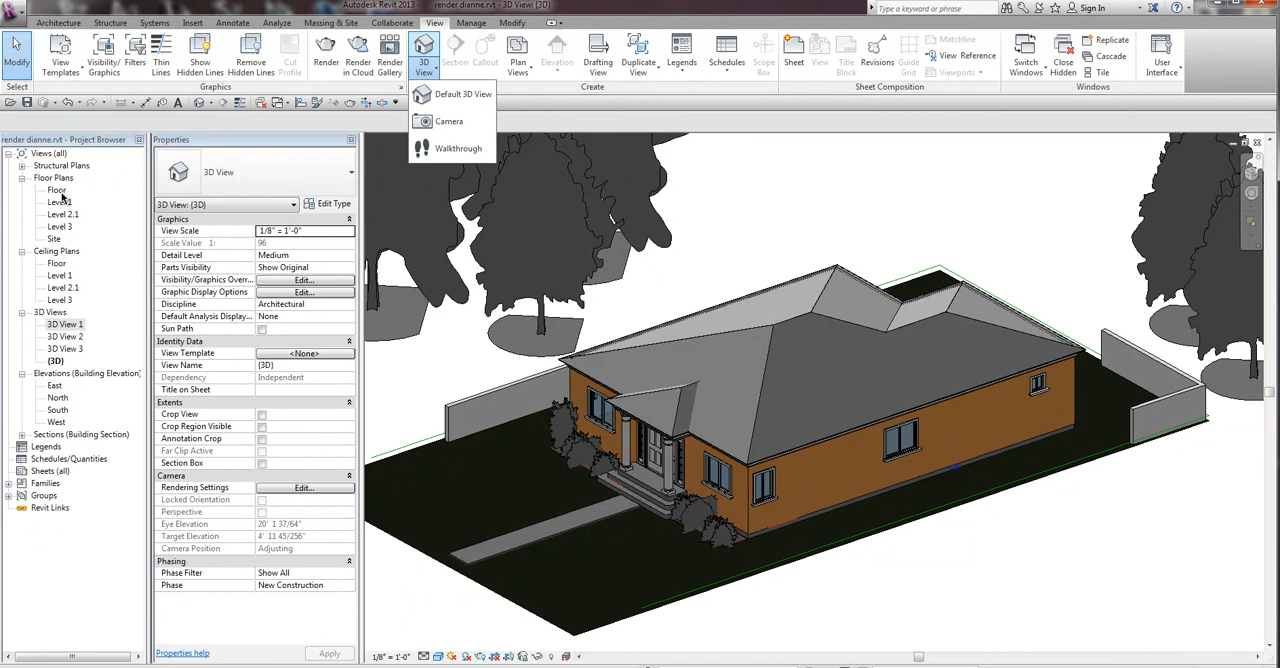 Autodesk Revit 2013 - render dianne.rvt - 3D View: {3D}
Type a keyword or phrase
Sign In
Architecture Structure Systems Insert Annotate Analyze Massing & Site Collaborate View Manage Modify
Modify
View Templates
Visibility/ Graphics
Filters
Thin Lines
Show Hidden Lines
Remove Hidden Lines
Cut Profile
Render
Render in Cloud
Render Gallery
3D View
Section
Callout
Plan Views
Elevation
Drafting View
Duplicate View
Legends
Schedules
Scope Box
Sheet
View
Title Block
Revisions
Guide Grid
Matchline
View Reference
Viewports
Switch Windows
Close Hidden
Replicate
Cascade
Tile
User Interface
Select Graphics Create Sheet Composition Windows
Default 3D View
Camera
Walkthrough
render dianne.rvt - Project Browser
Views (all)
Structural Plans
Floor Plans
Floor
Level 1
Level 2.1
Level 3
Site
Ceiling Plans
Floor
Level 1
Level 2.1
Level 3
3D Views
3D View 1
3D View 2
3D View 3
{3D}
Elevations (Building Elevation)
East
North
South
West
Sections (Building Section)
Legends
Schedules/Quantities
Sheets (all)
Families
Groups
Revit Links
Properties
3D View
3D View: {3D} Edit Type
Graphics
View Scale 1/8" = 1'-0"
Scale Value 1: 96
Detail Level Medium
Parts Visibility Show Original
Visibility/Graphics Overr... Edit...
Graphic Display Options Edit...
Discipline Architectural
Default Analysis Display... None
Sun Path
Identity Data
View Template <None>
View Name {3D}
Dependency Independent
Title on Sheet
Extents
Crop View
Crop Region Visible
Annotation Crop
Far Clip Active
Section Box
Camera
Rendering Settings Edit...
Locked Orientation
Perspective
Eye Elevation 20' 1 37/64"
Target Elevation 4' 11 45/256"
Camera Position Adjusting
Phasing
Phase Filter Show All
Phase New Construction
Properties help Apply
1/8" = 1'-0"